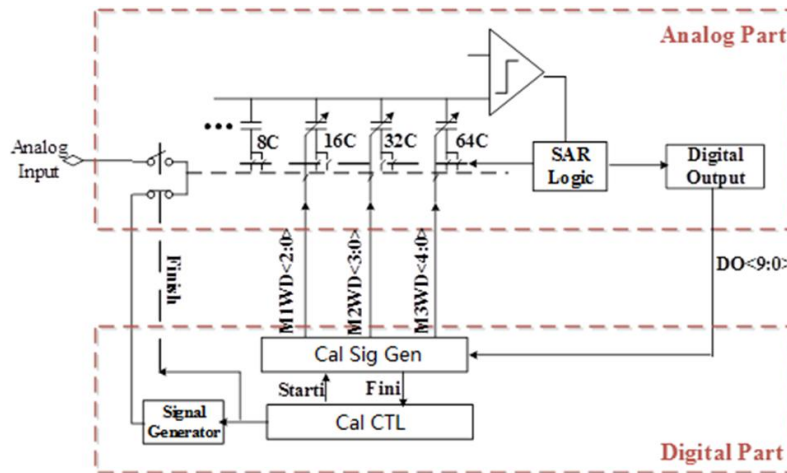 Analog Part
8C
16C
32C
64C
Analog
Input
SAR
Logic
Digital
Output
Finish
M1WD<2:0>
M2WD<3:0>
M3WD<4:0>
DO<9:0>
Cal Sig Gen
Starti
Fini
Signal
Generator
Cal CTL
Digital Part